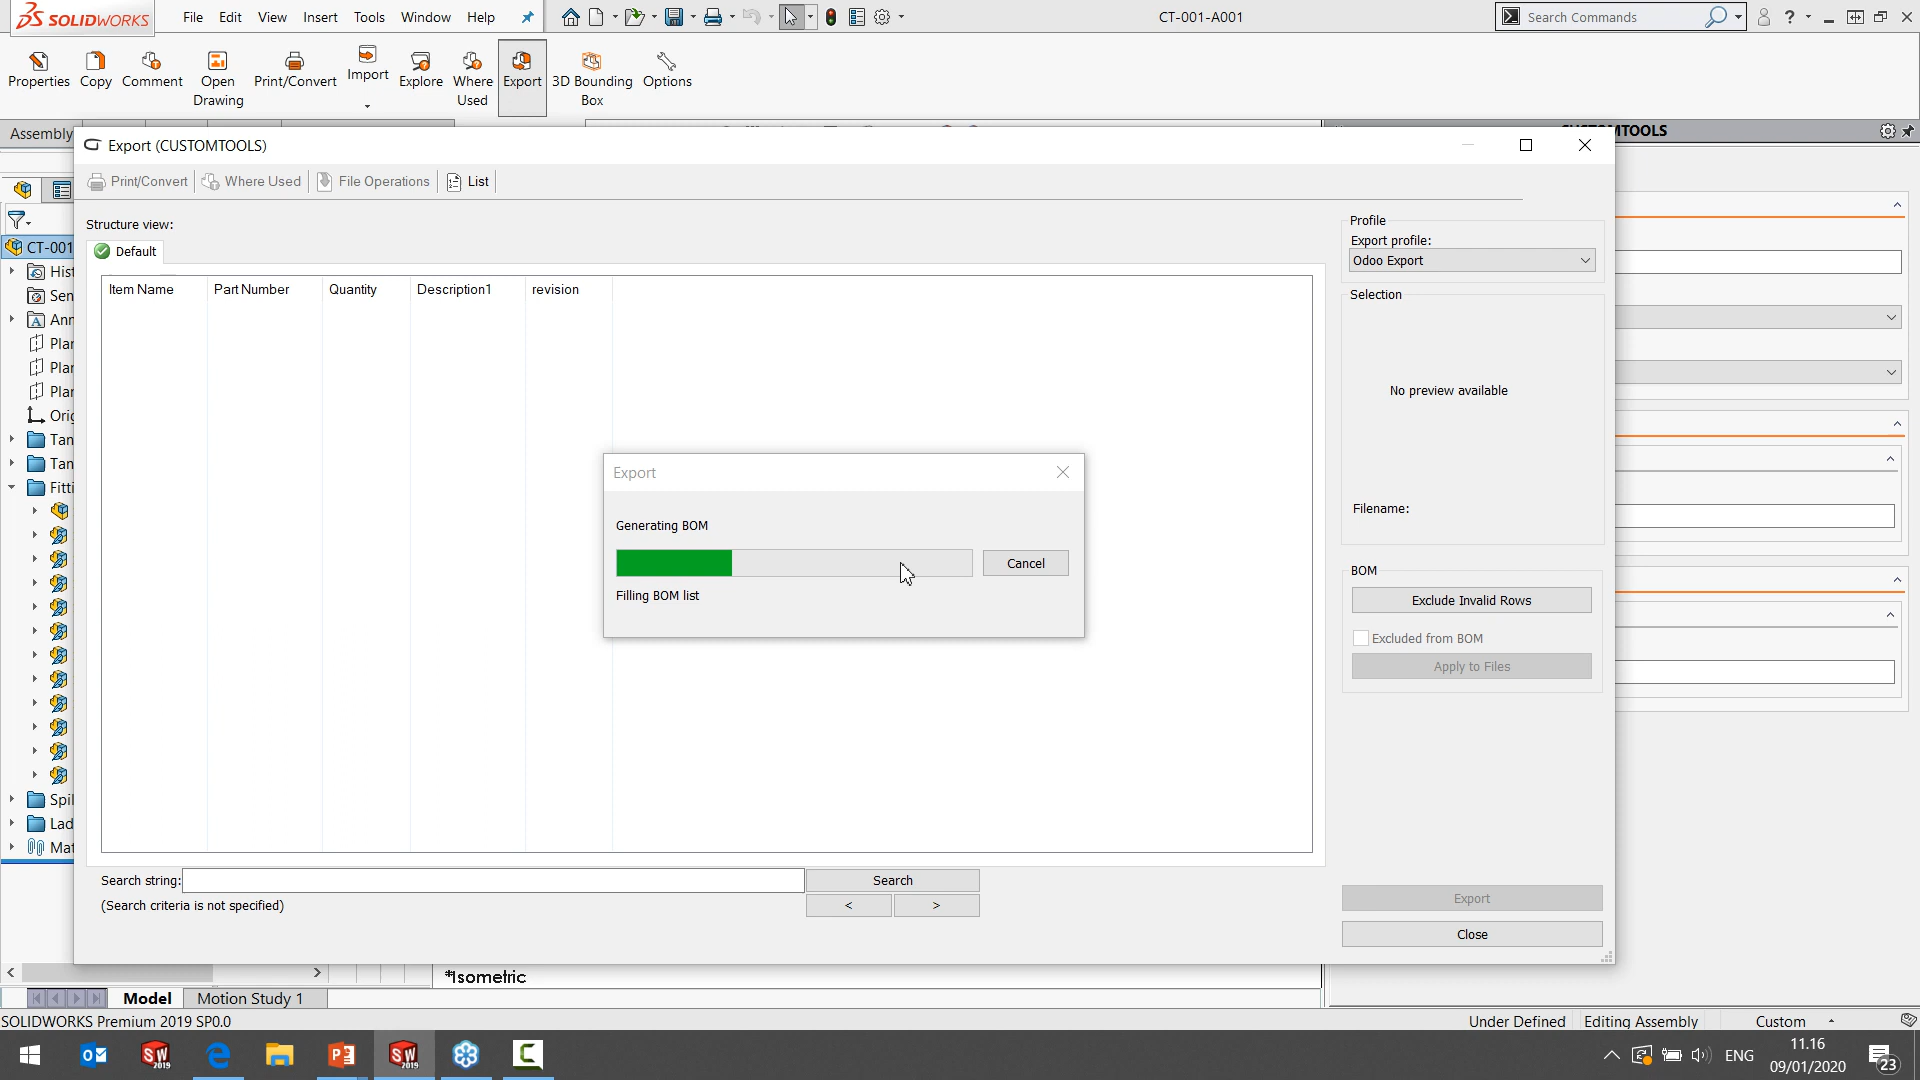 SOLIDWORKS
File Edit View Insert Tools Window Help
CT-001-A001
Search Commands
Properties Copy Comment Open Drawing Print/Convert Import Explore Where Used Export 3D Bounding Box Options
Assembly
Export (CUSTOMTOOLS)
Print/Convert Where Used File Operations List
Structure view:
Default
Item Name Part Number Quantity Description1 revision
Profile
Export profile:
Odoo Export
Selection
No preview available
Filename:
BOM
Exclude Invalid Rows
Excluded from BOM
Apply to Files
Export
Close
Export
Generating BOM
Cancel
Filling BOM list
Search string:
Search
(Search criteria is not specified)
< >
CT-001
Hist
Sen
Ann
Plan
Plan
Plan
Orig
Tan
Tan
Fitti
Spil
Lad
Mat
*Isometric
Model Motion Study 1
SOLIDWORKS Premium 2019 SP0.0
Under Defined Editing Assembly Custom
ENG
11.16
09/01/2020
23